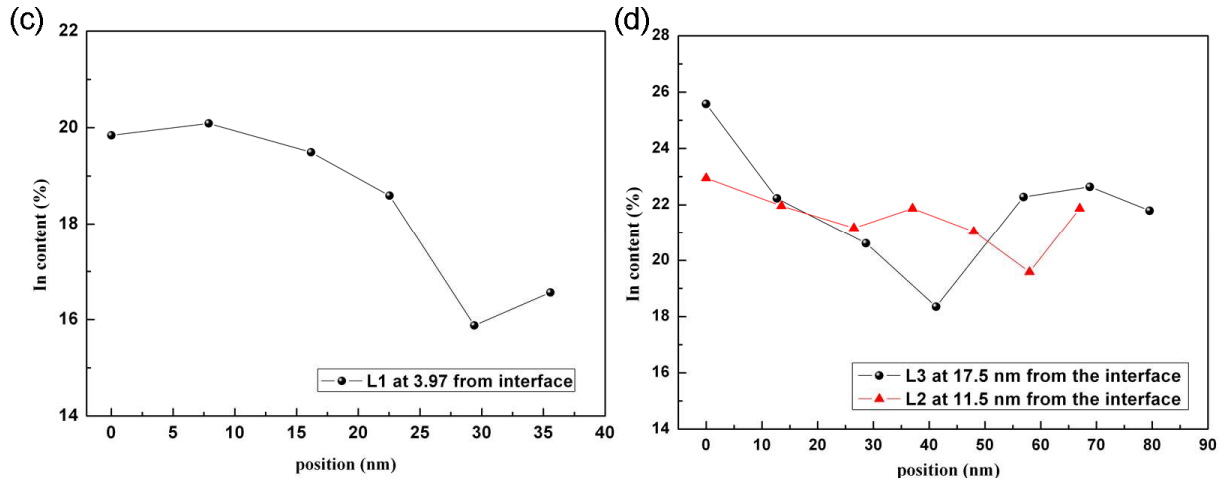 (c)
22
20
18
16
14
In content (%)
L1 at 3.97 from interface
0 5 10 15 20 25 30 35 40
position (nm)
(d)
28
26
24
22
20
18
16
14
In content (%)
L3 at 17.5 nm from the interface
L2 at 11.5 nm from the interface
0 10 20 30 40 50 60 70 80 90
position (nm)